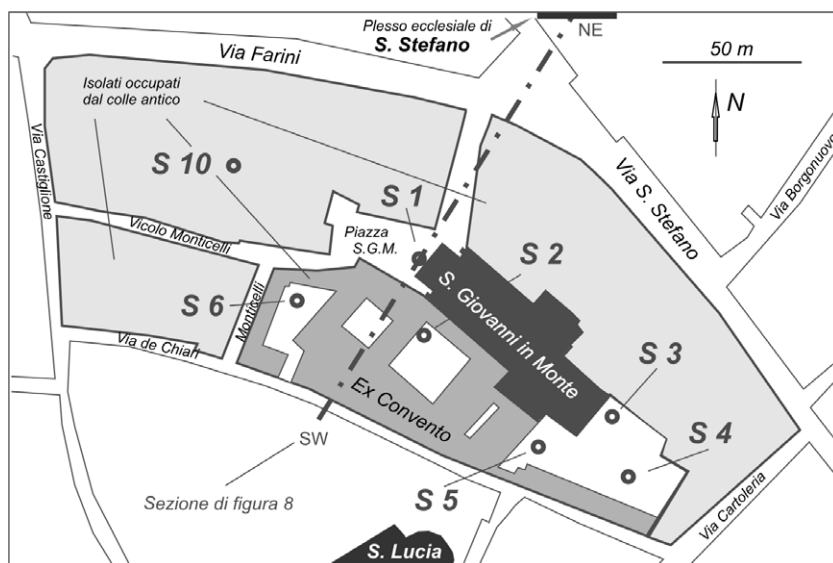 Plesso ecclesiale di
S. Stefano
NE
50 m
Via Farini
N
Isolati occupati
dal colle antico
Via Castiglione
S 10
S 1
Via S. Stefano
Via Borgonuovo
Vicolo Monticelli
Piazza
S.G.M.
S 2
S. Giovanni in Monte
S 6
Monticelli
Via de Chiari
S 3
Ex Convento
S 4
SW
S 5
Sezione di figura 8
Via Cartoleria
S. Lucia